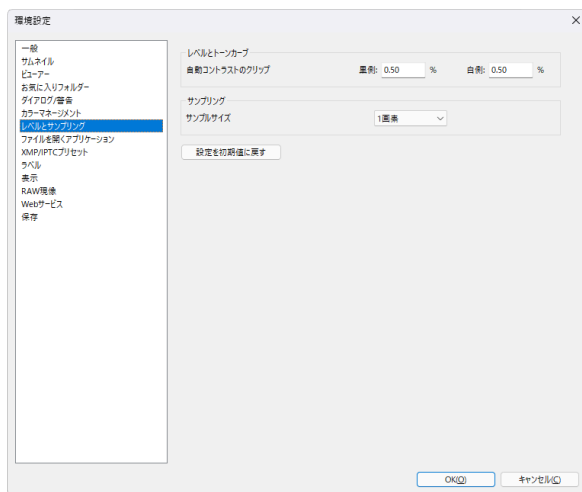 環境設定
一般
サムネイル
ビューアー
お気に入りフォルダー
ダイアログ/警告
カラーマネージメント
レベルとサンプリング
ファイルを開くアプリケーション
XMP/IPTCプリセット
ラベル
表示
RAW現像
Webサービス
保存
レベルとトーンカーブ
自動コントラストのクリップ 黒側: 0.50 % 白側: 0.50 %
サンプリング
サンプルサイズ 1画素
設定を初期値に戻す
OK(O) キャンセル(C)